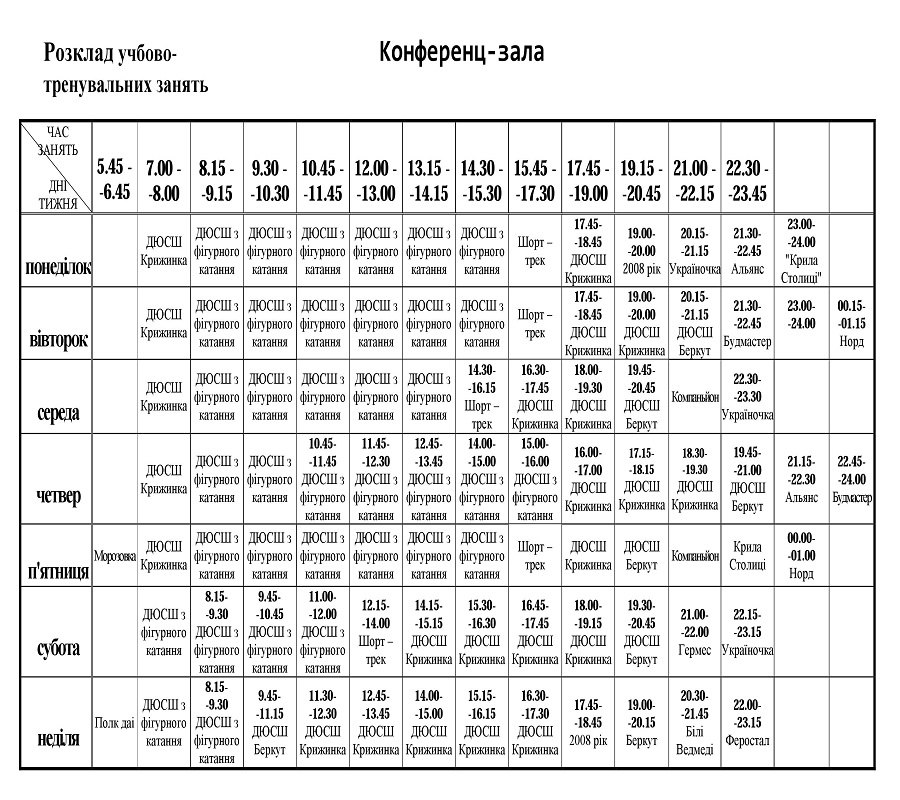 Розклад учбово-
тренувальних занять
Конференц-зала
ЧАС
ЗАНЯТЬ
ДНІ
ТИЖНЯ
5.45 -
-6.45
7.00 -
-8.00
8.15 -
-9.15
9.30 -
-10.30
10.45 -
-11.45
12.00 -
-13.00
13.15 -
-14.15
14.30 -
-15.30
15.45 -
-17.30
17.45 -
-19.00
19.15 -
-20.45
21.00 -
-22.15
22.30 -
-23.45
понеділок
ДЮСШ
Крижинка
ДЮСШ з
фігурного
катання
ДЮСШ з
фігурного
катання
ДЮСШ з
фігурного
катання
ДЮСШ з
фігурного
катання
ДЮСШ з
фігурного
катання
ДЮСШ з
фігурного
катання
Шорт –
трек
17.45-
-18.45
ДЮСШ
Крижинка
19.00-
-20.00
2008 рік
20.15-
-21.15
Україночка
21.30-
-22.45
Альянс
23.00-
-24.00
"Крила
Столиці"
вівторок
ДЮСШ
Крижинка
ДЮСШ з
фігурного
катання
ДЮСШ з
фігурного
катання
ДЮСШ з
фігурного
катання
ДЮСШ з
фігурного
катання
ДЮСШ з
фігурного
катання
ДЮСШ з
фігурного
катання
Шорт –
трек
17.45-
-18.45
ДЮСШ
Крижинка
19.00-
-20.00
ДЮСШ
Крижинка
20.15-
-21.15
ДЮСШ
Беркут
21.30-
-22.45
Будмастер
23.00-
-24.00
00.15-
-01.15
Норд
середа
ДЮСШ
Крижинка
ДЮСШ з
фігурного
катання
ДЮСШ з
фігурного
катання
ДЮСШ з
фігурного
катання
ДЮСШ з
фігурного
катання
ДЮСШ з
фігурного
катання
14.30-
-16.15
Шорт –
трек
16.30-
-17.45
ДЮСШ
Крижинка
18.00-
-19.30
ДЮСШ
Крижинка
19.45-
-20.45
ДЮСШ
Беркут
Компаньйон
22.30-
-23.30
Україночка
четвер
ДЮСШ
Крижинка
ДЮСШ з
фігурного
катання
ДЮСШ з
фігурного
катання
10.45-
-11.45
ДЮСШ з
фігурного
катання
11.45-
-12.30
ДЮСШ з
фігурного
катання
12.45-
-13.45
ДЮСШ з
фігурного
катання
14.00-
-15.00
ДЮСШ з
фігурного
катання
15.00-
-16.00
ДЮСШ з
фігурного
катання
16.00-
-17.00
ДЮСШ
Крижинка
17.15-
-18.15
ДЮСШ
Крижинка
18.30-
-19.30
ДЮСШ
Крижинка
19.45-
-21.00
ДЮСШ
Беркут
21.15-
-22.30
Альянс
22.45-
-24.00
Будмастер
п'ятниця
Морозовка
ДЮСШ
Крижинка
ДЮСШ з
фігурного
катання
ДЮСШ з
фігурного
катання
ДЮСШ з
фігурного
катання
ДЮСШ з
фігурного
катання
ДЮСШ з
фігурного
катання
ДЮСШ з
фігурного
катання
Шорт –
трек
ДЮСШ
Крижинка
ДЮСШ
Беркут
Компаньйон
Крила
Столиці
00.00-
-01.00
Норд
субота
ДЮСШ з
фігурного
катання
8.15-
-9.30
ДЮСШ з
фігурного
катання
9.45-
-10.45
ДЮСШ з
фігурного
катання
11.00-
-12.00
ДЮСШ з
фігурного
катання
12.15-
-14.00
Шорт –
трек
14.15-
-15.15
ДЮСШ
Крижинка
15.30-
-16.30
ДЮСШ
Крижинка
16.45-
-17.45
ДЮСШ
Крижинка
18.00-
-19.15
ДЮСШ
Крижинка
19.30-
-20.45
ДЮСШ
Беркут
21.00-
-22.00
Гермес
22.15-
-23.15
Україночка
неділя
Полк даі
ДЮСШ з
фігурного
катання
8.15-
-9.30
ДЮСШ з
фігурного
катання
9.45-
-11.15
ДЮСШ
Беркут
11.30-
-12.30
ДЮСШ
Крижинка
12.45-
-13.45
ДЮСШ
Крижинка
14.00-
-15.00
ДЮСШ
Крижинка
15.15-
-16.15
ДЮСШ
Крижинка
16.30-
-17.30
ДЮСШ
Крижинка
17.45-
-18.45
2008 рік
19.00-
-20.15
Беркут
20.30-
-21.45
Білі
Ведмеді
22.00-
-23.15
Феростал